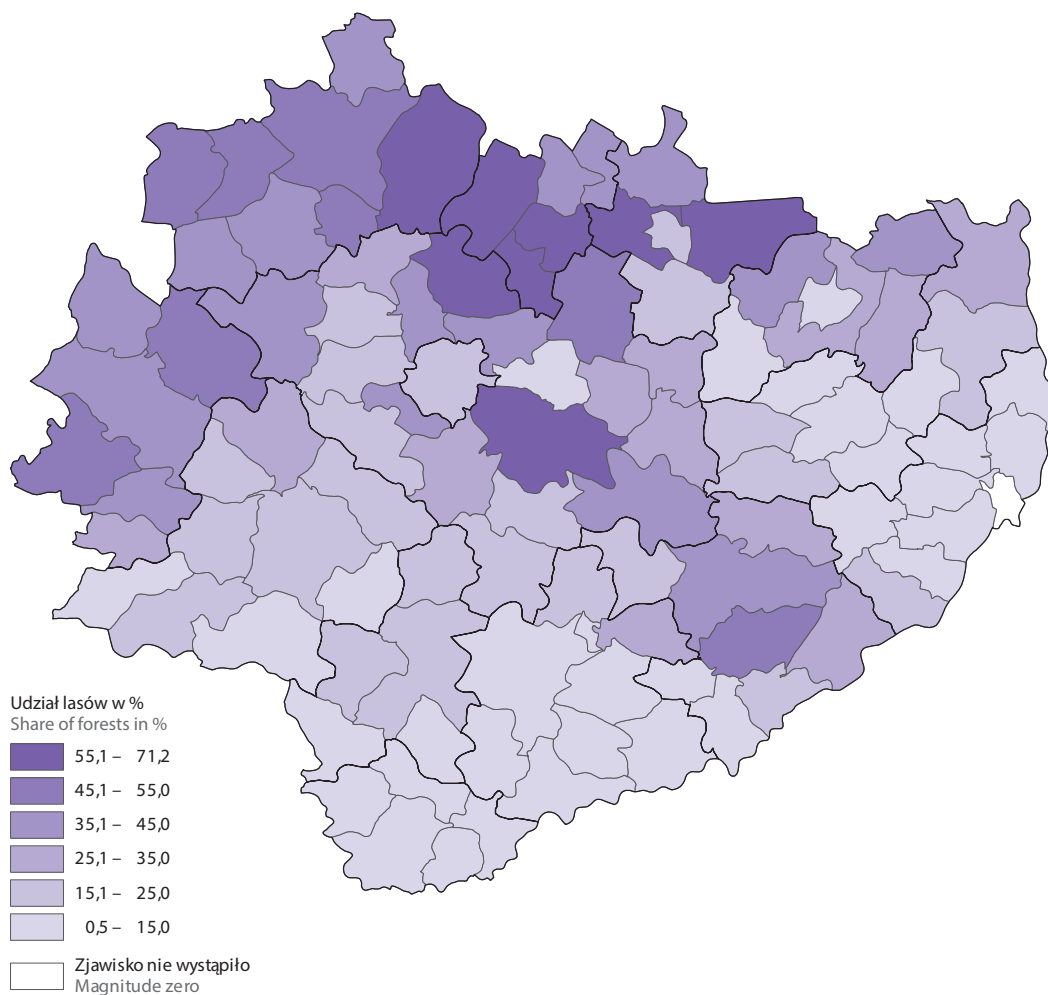 Udział lasów w %
Share of forests in %
55,1 – 71,2
45,1 – 55,0
35,1 – 45,0
25,1 – 35,0
15,1 – 25,0
0,5 – 15,0
Zjawisko nie wystąpiło
Magnitude zero